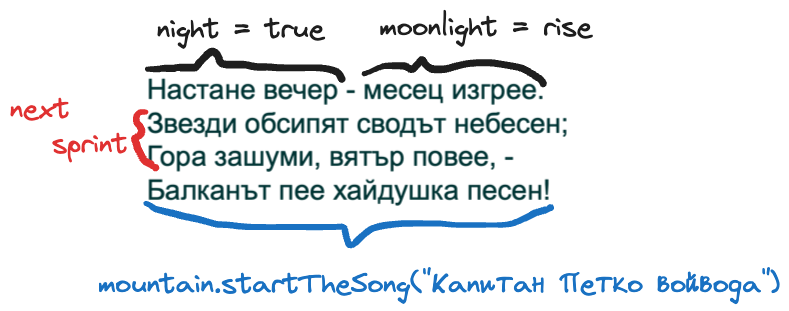 night = true moonlight = rise
Настане вечер - месец изгрее.
next
Звезди обсипят сводът небесен;
sprint
Гора зашуми, вятър повее, -
Балканът пее хайдушка песен!
mountain.startTheSong("Капитан Петко войвода")